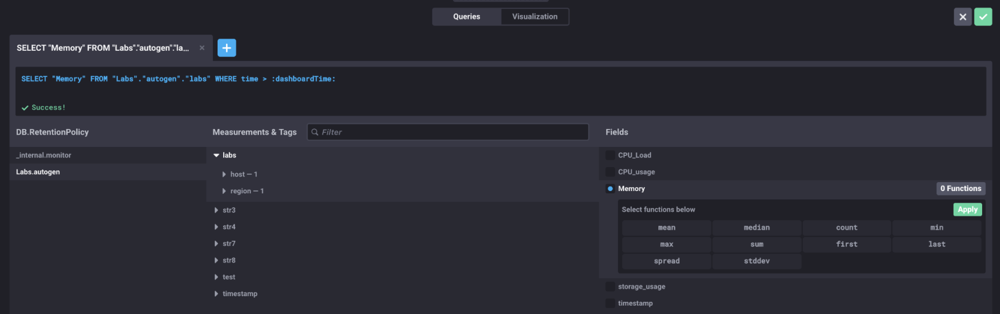 Queries
Visualization
SELECT "Memory" FROM "Labs"."autogen"."la...
SELECT "Memory" FROM "Labs"."autogen"."labs" WHERE time > :dashboardTime:
Success!
DB.RetentionPolicy
Measurements & Tags
Filter
Fields
_internal.monitor
Labs.autogen
labs
host — 1
region — 1
str3
str4
str7
str8
test
timestamp
CPU_Load
CPU_usage
Memory
0 Functions
Select functions below
Apply
mean median count min
max sum first last
spread stddev
storage_usage
timestamp